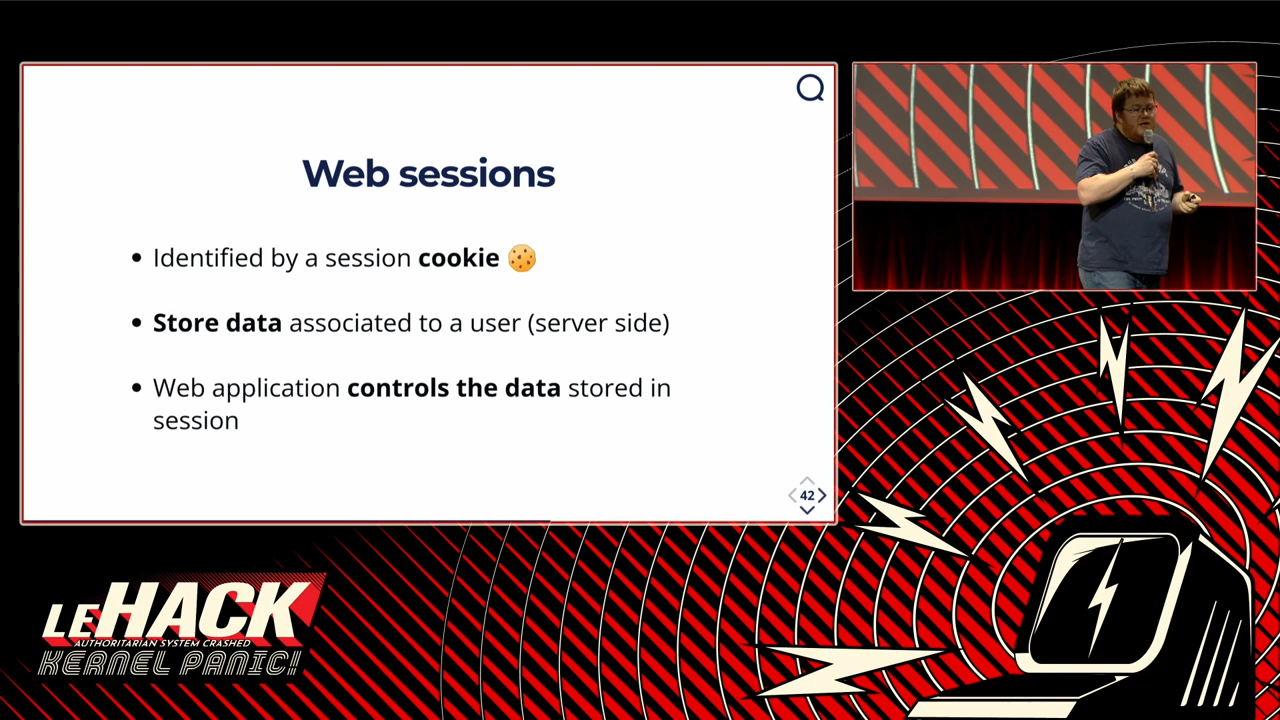 Web sessions
Identified by a session cookie 🍪
Store data associated to a user (server side)
Web application controls the data stored in
session
42
LEHACK
AUTHORITARIAN SYSTEM CRASHED
KERNEL PANIC!